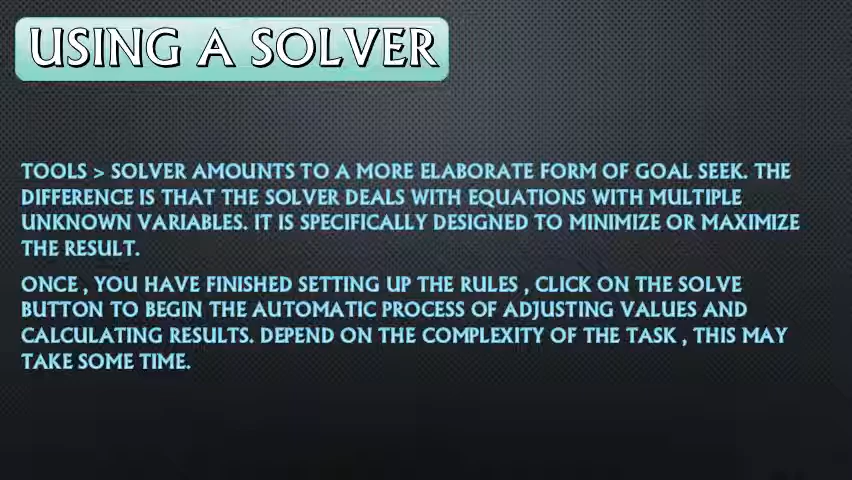 USING A SOLVER
TOOLS > SOLVER AMOUNTS TO A MORE ELABORATE FORM OF GOAL SEEK. THE
DIFFERENCE IS THAT THE SOLVER DEALS WITH EQUATIONS WITH MULTIPLE
UNKNOWN VARIABLES. IT IS SPECIFICALLY DESIGNED TO MINIMIZE OR MAXIMIZE
THE RESULT.
ONCE , YOU HAVE FINISHED SETTING UP THE RULES , CLICK ON THE SOLVE
BUTTON TO BEGIN THE AUTOMATIC PROCESS OF ADJUSTING VALUES AND
CALCULATING RESULTS. DEPEND ON THE COMPLEXITY OF THE TASK , THIS MAY
TAKE SOME TIME.